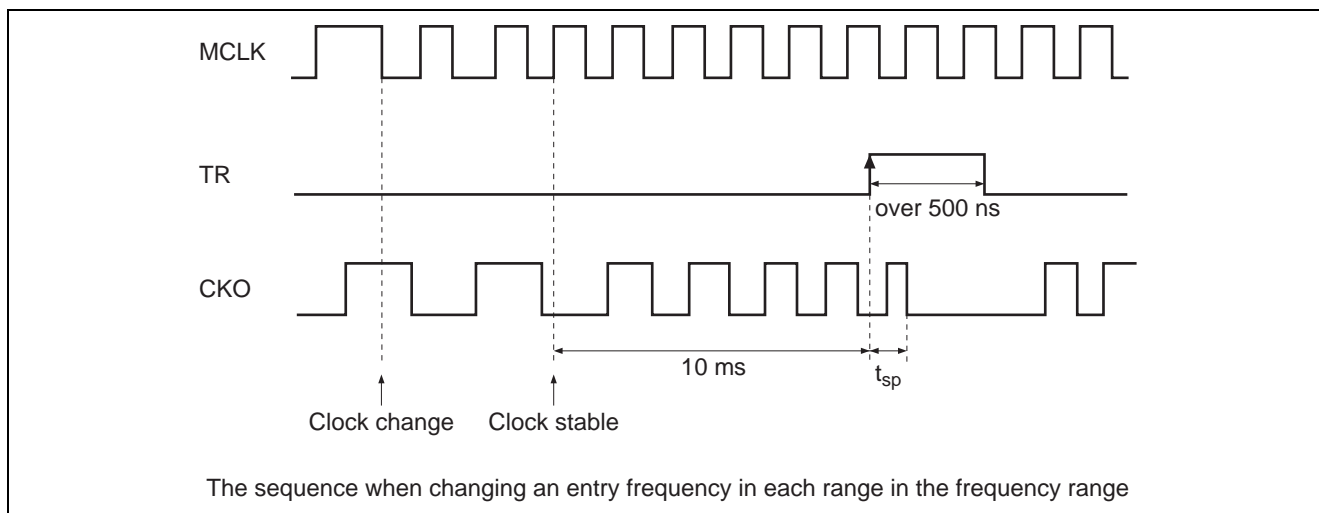 MCLK
TR
over 500 ns
CKO
10 ms
tsp
Clock change
Clock stable
The sequence when changing an entry frequency in each range in the frequency range